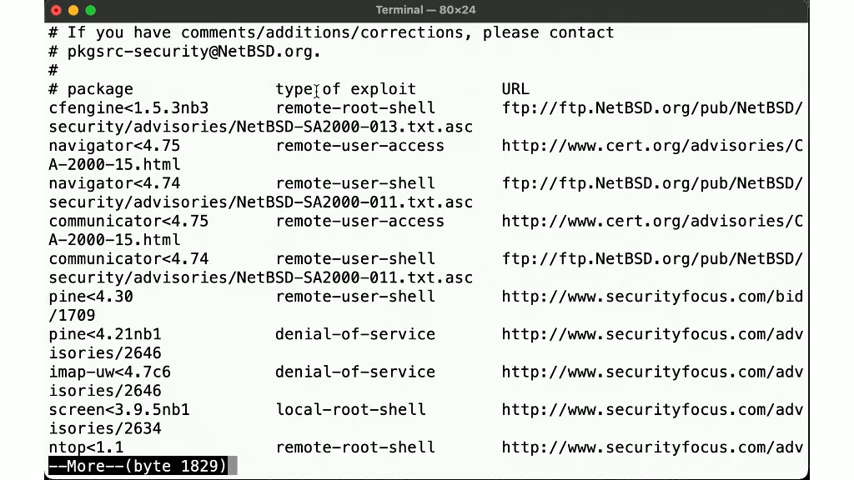 Terminal — 80×24
# If you have comments/additions/corrections, please contact
# pkgsrc-security@NetBSD.org.
#
# package               type of exploit         URL
cfengine<1.5.3nb3       remote-root-shell       ftp://ftp.NetBSD.org/pub/NetBSD/
security/advisories/NetBSD-SA2000-013.txt.asc
navigator<4.75          remote-user-access      http://www.cert.org/advisories/C
A-2000-15.html
navigator<4.74          remote-user-shell       ftp://ftp.NetBSD.org/pub/NetBSD/
security/advisories/NetBSD-SA2000-011.txt.asc
communicator<4.75       remote-user-access      http://www.cert.org/advisories/C
A-2000-15.html
communicator<4.74       remote-user-shell       ftp://ftp.NetBSD.org/pub/NetBSD/
security/advisories/NetBSD-SA2000-011.txt.asc
pine<4.30               remote-user-shell       http://www.securityfocus.com/bid
/1709
pine<4.21nb1            denial-of-service       http://www.securityfocus.com/adv
isories/2646
imap-uw<4.7c6           denial-of-service       http://www.securityfocus.com/adv
isories/2646
screen<3.9.5nb1         local-root-shell        http://www.securityfocus.com/adv
isories/2634
ntop<1.1                remote-root-shell       http://www.securityfocus.com/adv
--More--(byte 1829)